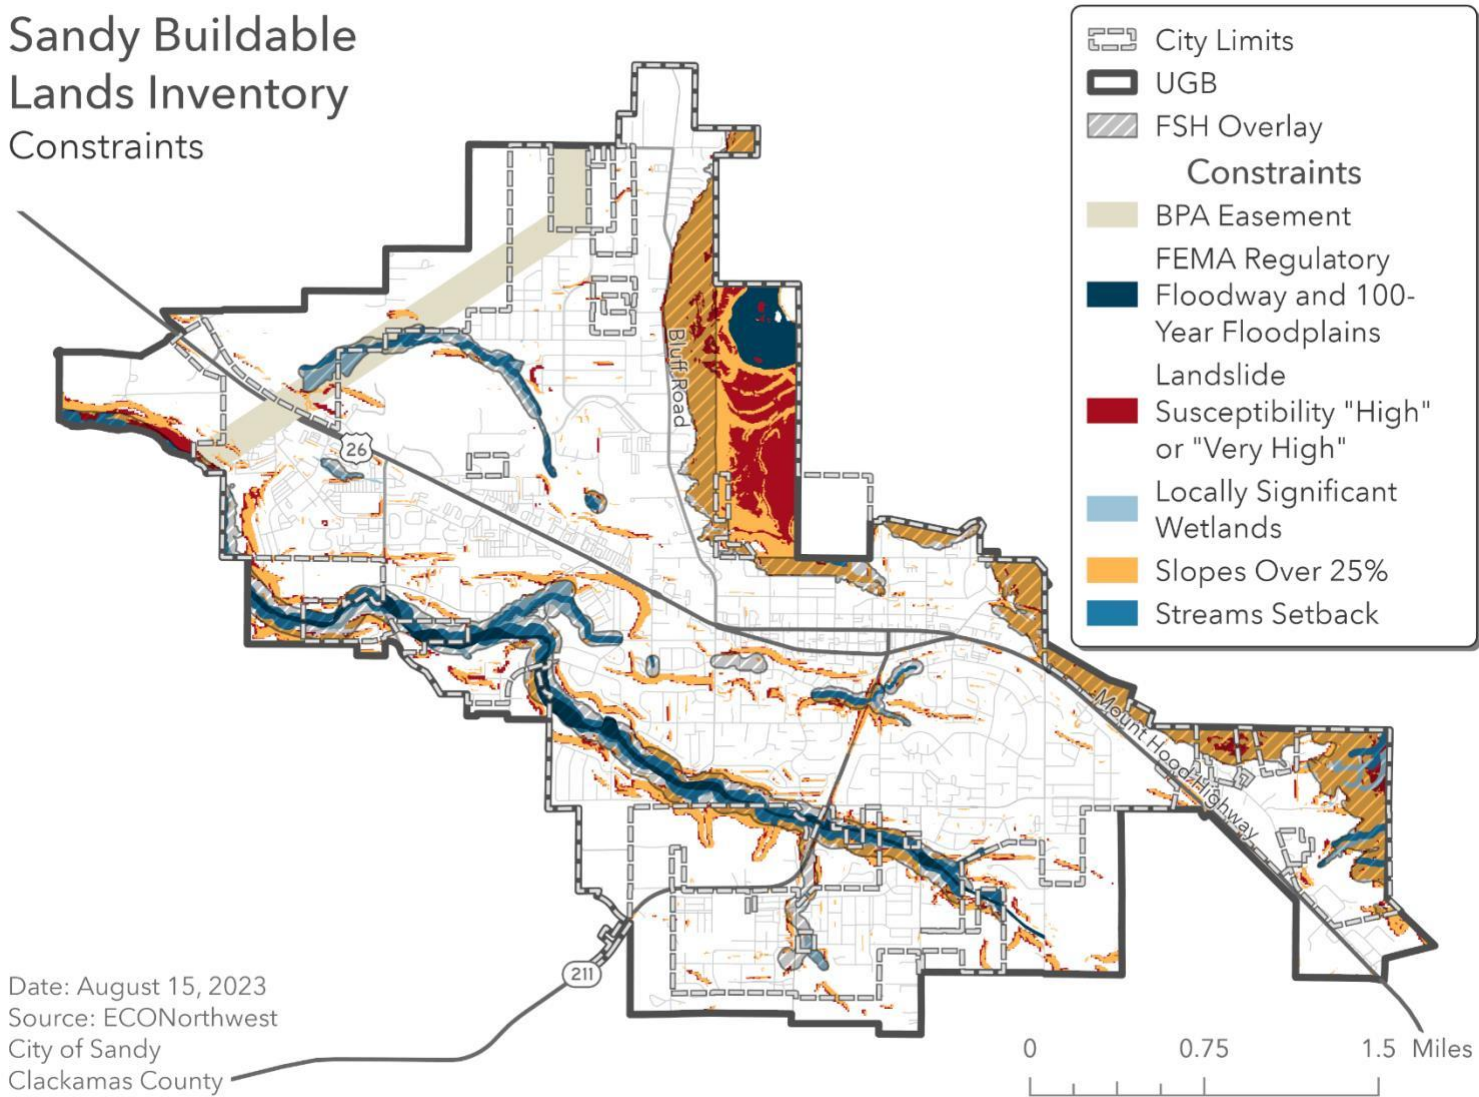 Sandy Buildable
Lands Inventory
Constraints
City Limits
UGB
FSH Overlay
Constraints
BPA Easement
FEMA Regulatory
Floodway and 100-
Year Floodplains
Landslide
Susceptibility "High"
or "Very High"
Locally Significant
Wetlands
Slopes Over 25%
Streams Setback
Bluff Road
26
Mount Hood Highway
211
Date: August 15, 2023
Source: ECONorthwest
City of Sandy
Clackamas County
0 0.75 1.5 Miles